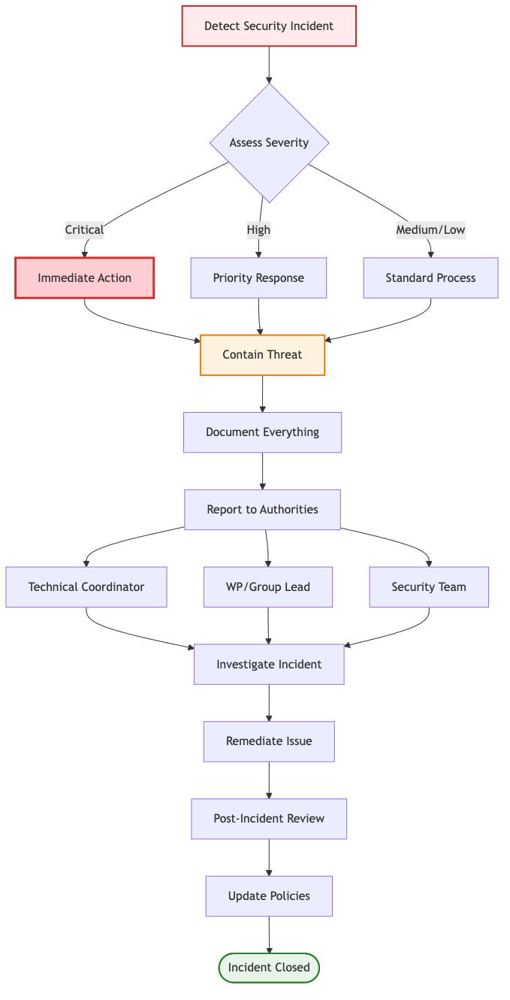 Detect Security Incident
Assess Severity
Critical
High
Medium/Low
Immediate Action
Priority Response
Standard Process
Contain Threat
Document Everything
Report to Authorities
Technical Coordinator
WP/Group Lead
Security Team
Investigate Incident
Remediate Issue
Post-Incident Review
Update Policies
Incident Closed